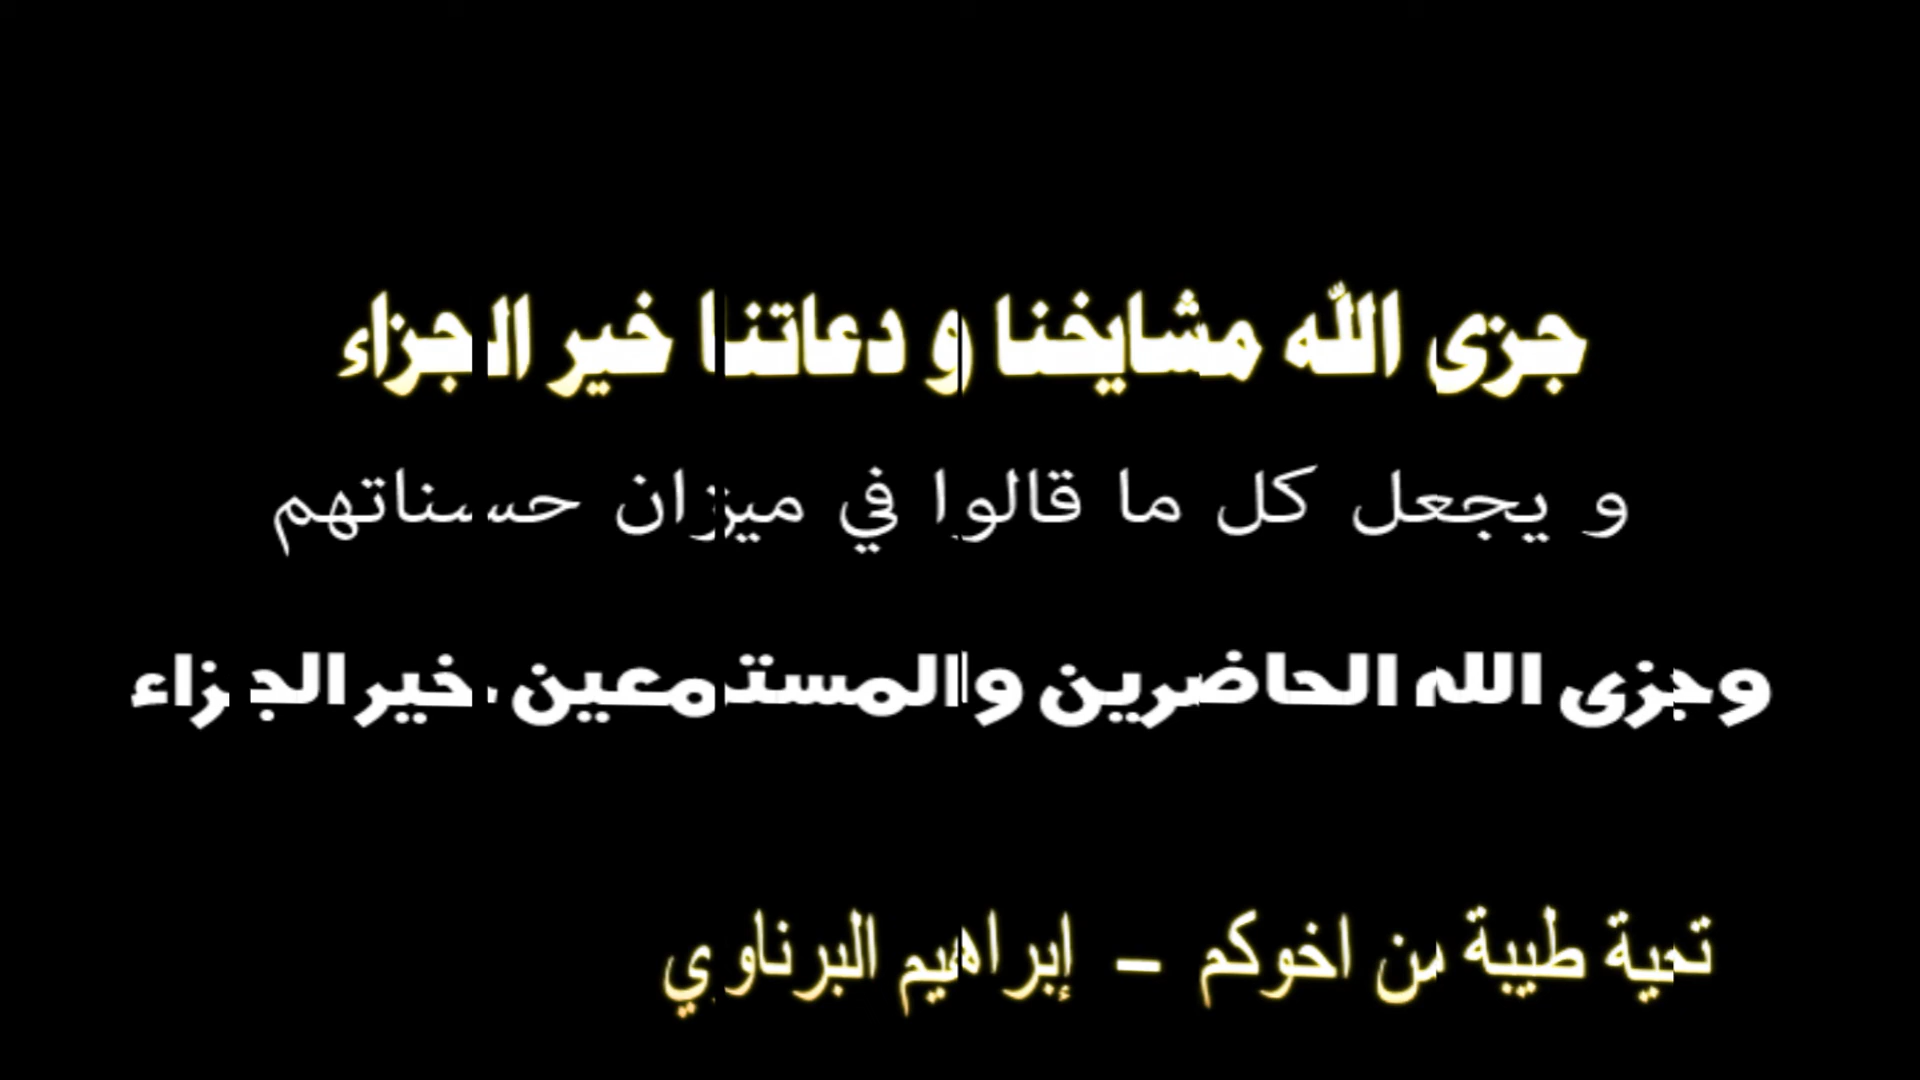 جزى الله مشايخنا و دعاتنا خير الجزاء
و يجعل كل ما قالوا في ميزان حسناتهم
وجزى الله الحاضرين والمستمعين خير الجزاء
تحية طيبة من اخوكم – إبراهيم البرناوي